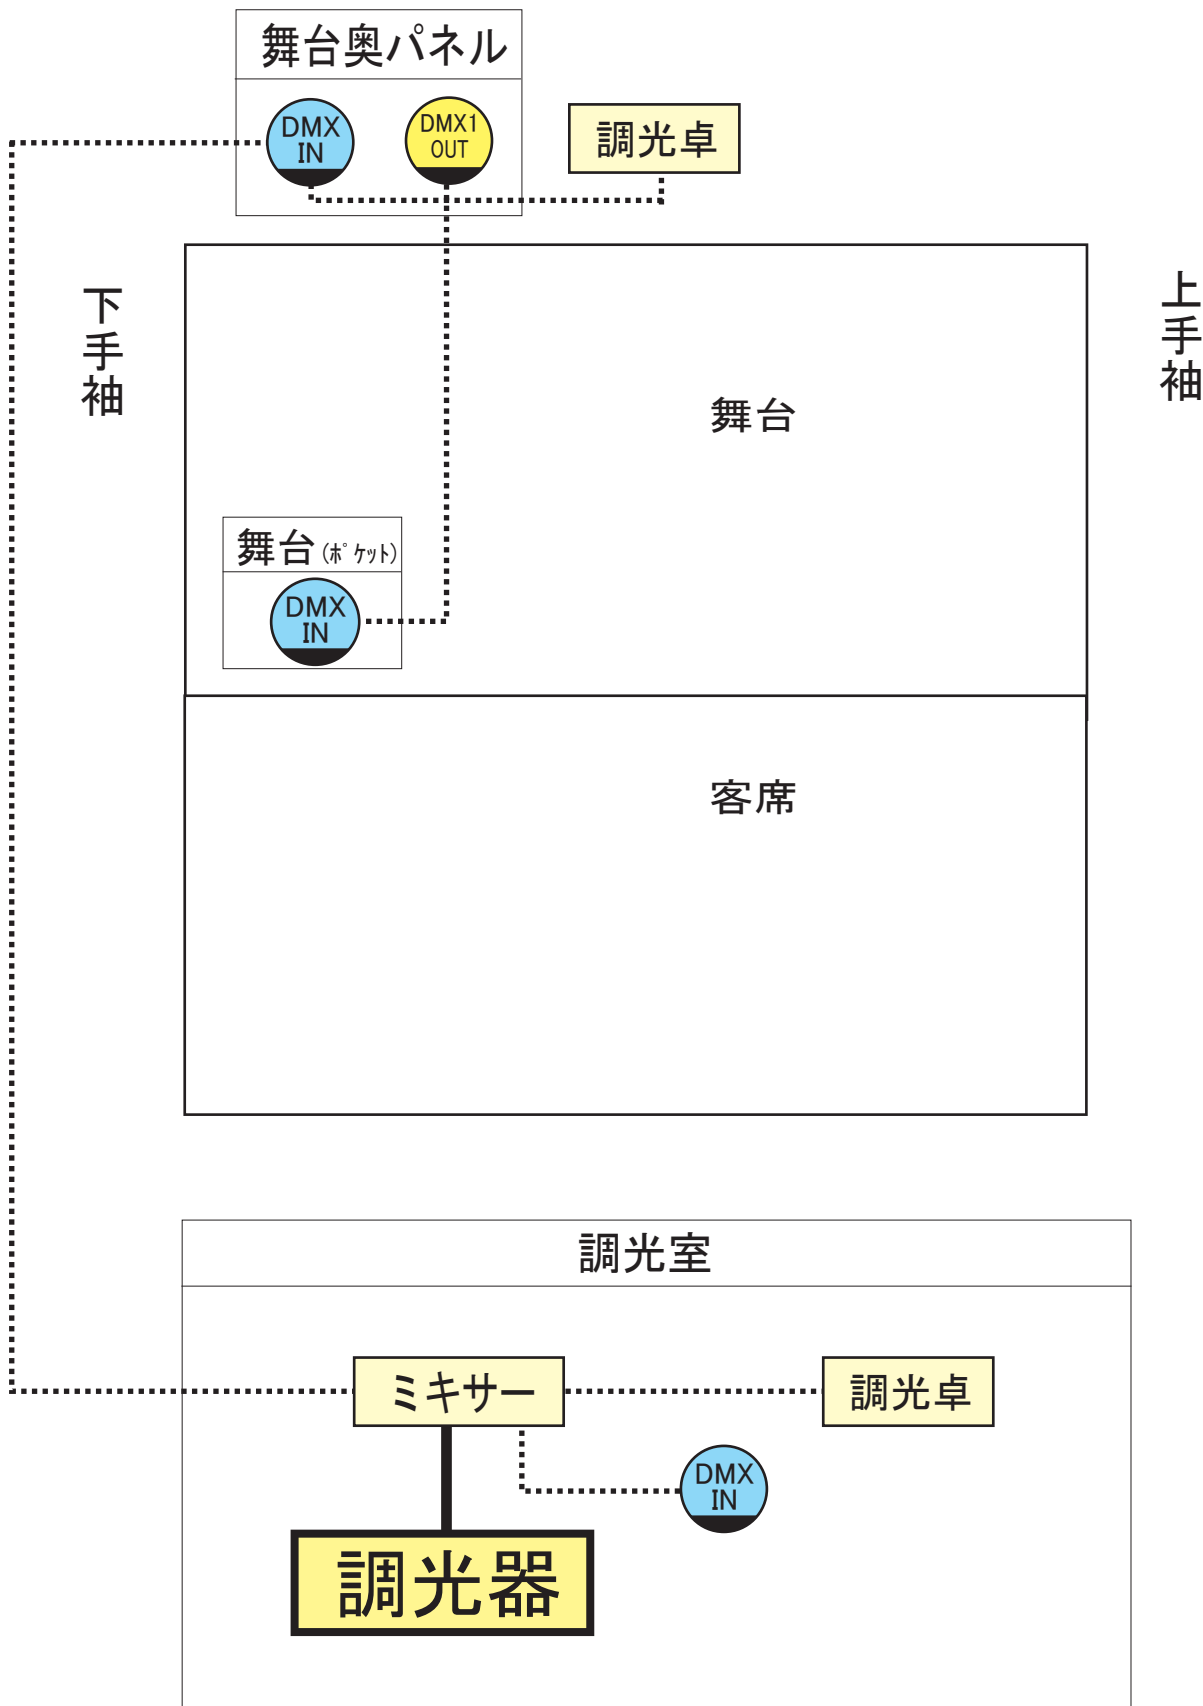 舞台奥パネル
DMX
IN
DMX1
OUT
調光卓
下手袖
上手袖
舞台
舞台(ポケット)
DMX
IN
客席
調光室
ミキサー
調光卓
DMX
IN
調光器